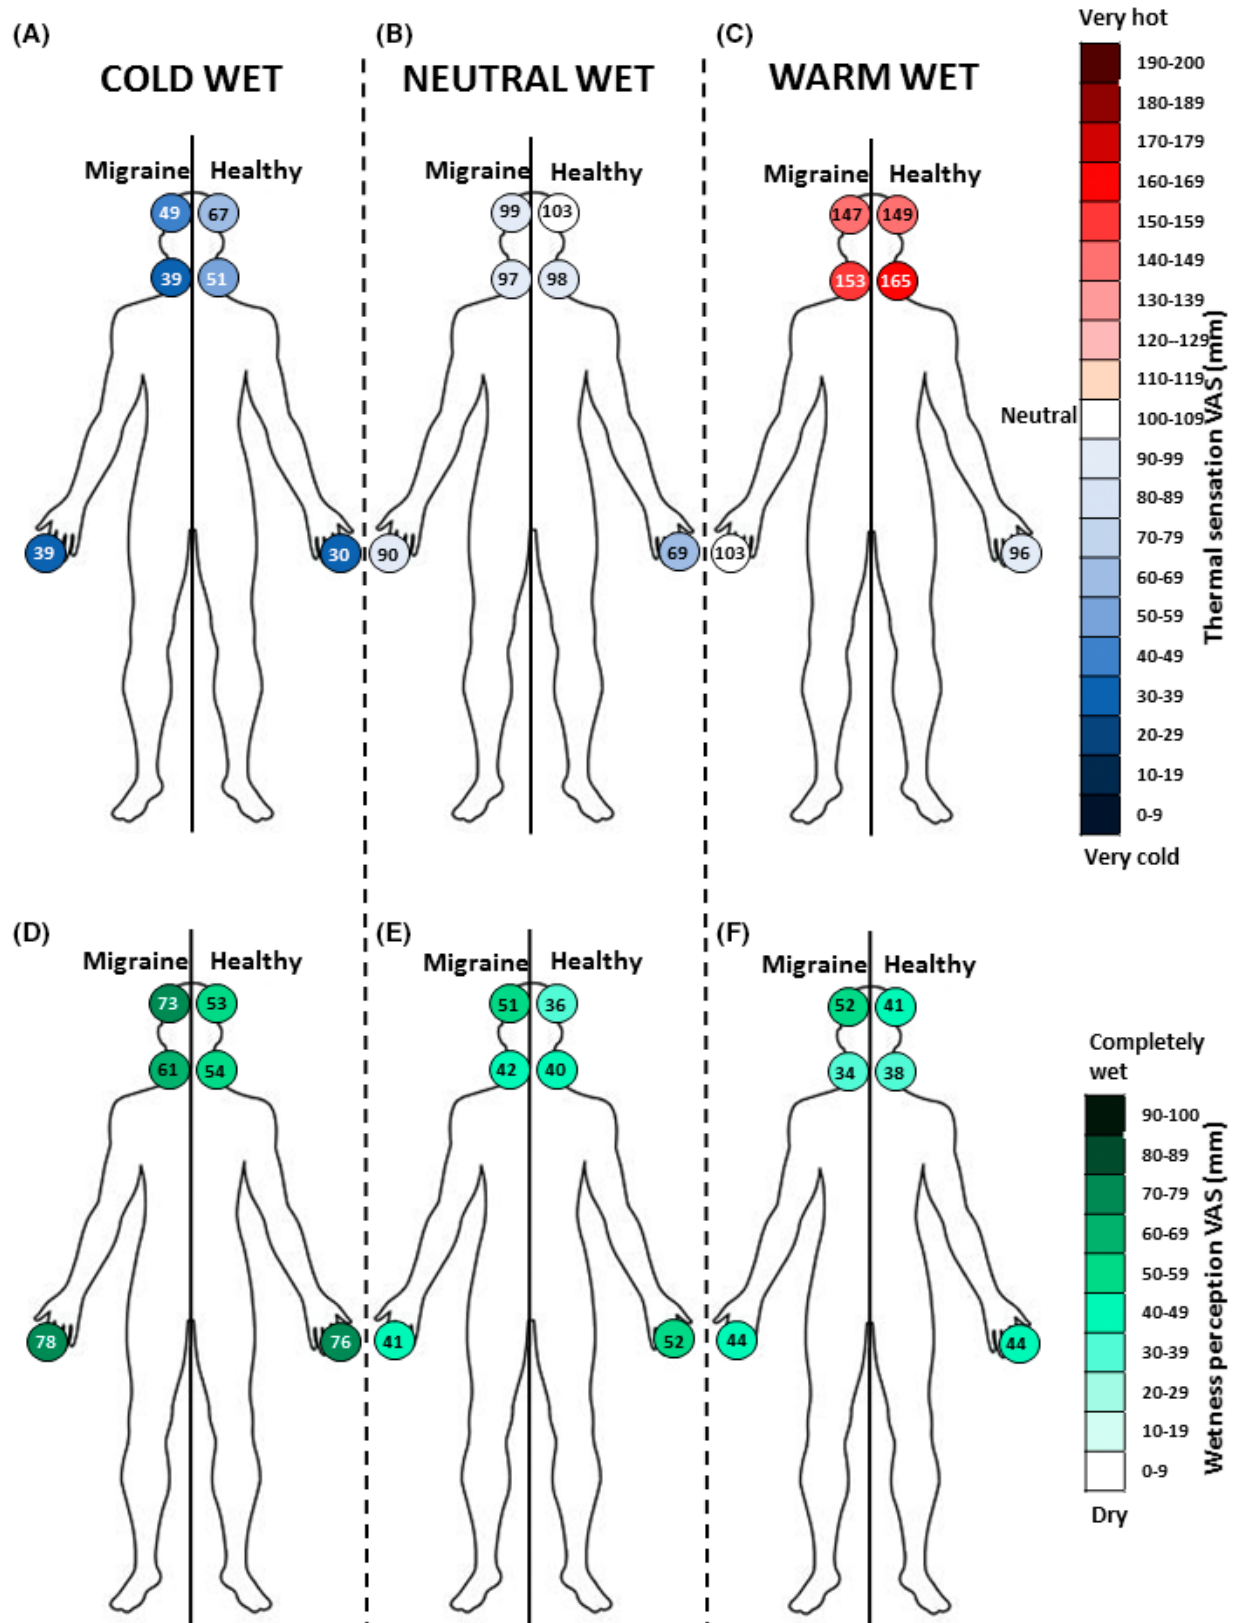 (A) (B) (C)
COLD WET NEUTRAL WET WARM WET
Migraine Healthy Migraine Healthy Migraine Healthy
49 67 99 103 147 149
39 51 97 98 153 165
39 30 90 69 103 96
Very hot
190-200
180-189
170-179
160-169
150-159
140-149
130-139
120--129
110-119
Neutral 100-109
90-99
80-89
70-79
60-69
50-59
40-49
30-39
20-29
10-19
0-9
Very cold
Thermal sensation VAS (mm)
(D) (E) (F)
Migraine Healthy Migraine Healthy Migraine Healthy
73 53 51 36 52 41
61 54 42 40 34 38
78 76 41 52 44 44
Completely
wet
90-100
80-89
70-79
60-69
50-59
40-49
30-39
20-29
10-19
0-9
Dry
Wetness perception VAS (mm)